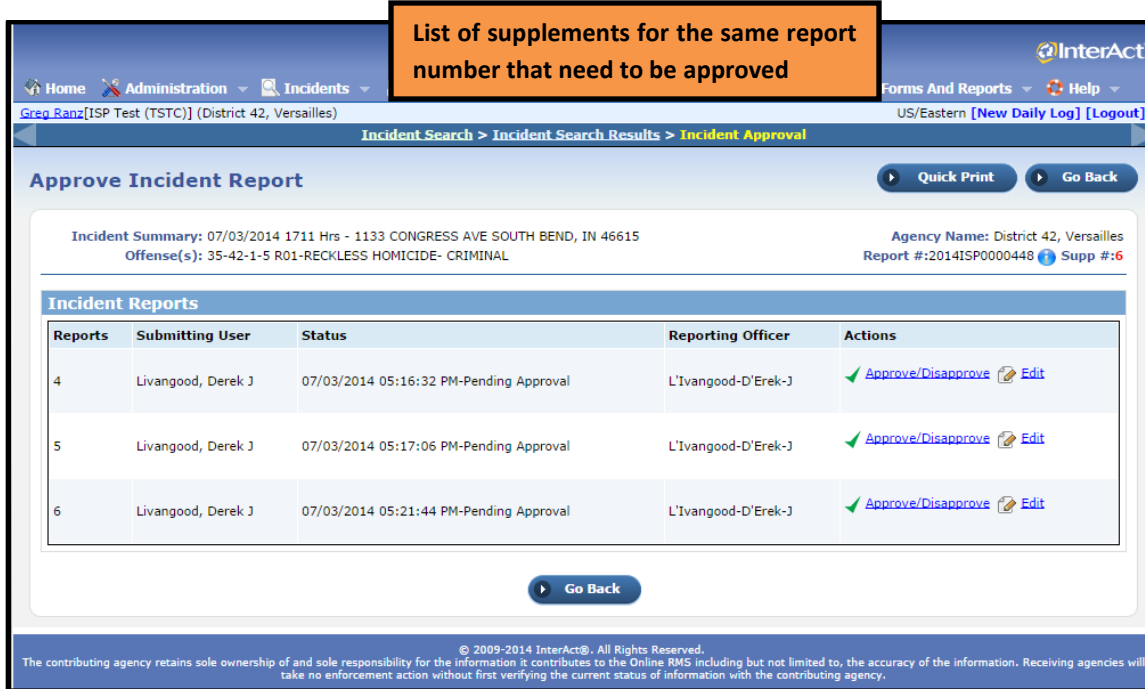 List of supplements for the same report
number that need to be approved
InterAct
Home Administration Incidents Forms And Reports Help
Greg Ranz[ISP Test (TSTC)] (District 42, Versailles) US/Eastern [New Daily Log] [Logout]
Incident Search > Incident Search Results > Incident Approval
Approve Incident Report Quick Print Go Back
Incident Summary: 07/03/2014 1711 Hrs - 1133 CONGRESS AVE SOUTH BEND, IN 46615 Agency Name: District 42, Versailles
Offense(s): 35-42-1-5 R01-RECKLESS HOMICIDE- CRIMINAL Report #:2014ISP0000448 Supp #:6
Incident Reports
Reports Submitting User Status Reporting Officer Actions
4 Livangood, Derek J 07/03/2014 05:16:32 PM-Pending Approval L'Ivangood-D'Erek-J Approve/Disapprove Edit
5 Livangood, Derek J 07/03/2014 05:17:06 PM-Pending Approval L'Ivangood-D'Erek-J Approve/Disapprove Edit
6 Livangood, Derek J 07/03/2014 05:21:44 PM-Pending Approval L'Ivangood-D'Erek-J Approve/Disapprove Edit
Go Back
© 2009-2014 InterAct®. All Rights Reserved.
The contributing agency retains sole ownership of and sole responsibility for the information it contributes to the Online RMS including but not limited to, the accuracy of the information. Receiving agencies will
take no enforcement action without first verifying the current status of information with the contributing agency.